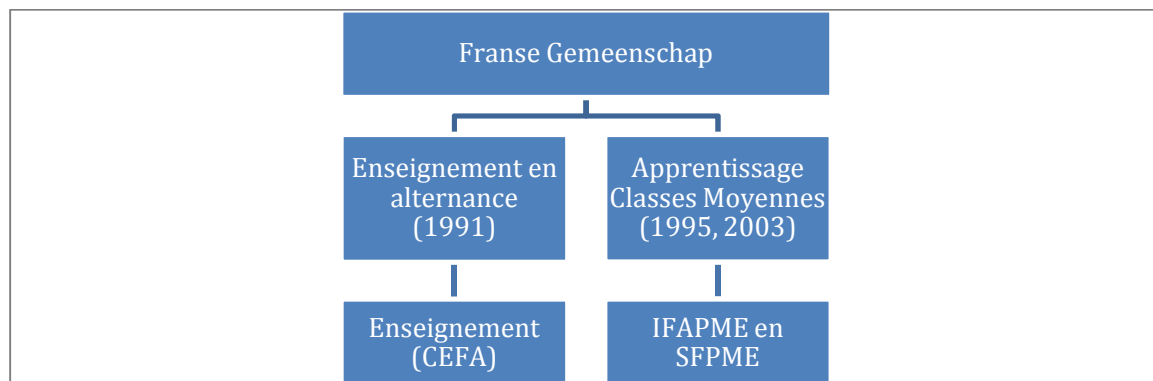 Franse Gemeenschap
Enseignement en
alternance
(1991)
Apprentissage
Classes Moyennes
(1995, 2003)
Enseignement
(CEFA)
IFAPME en
SFPME